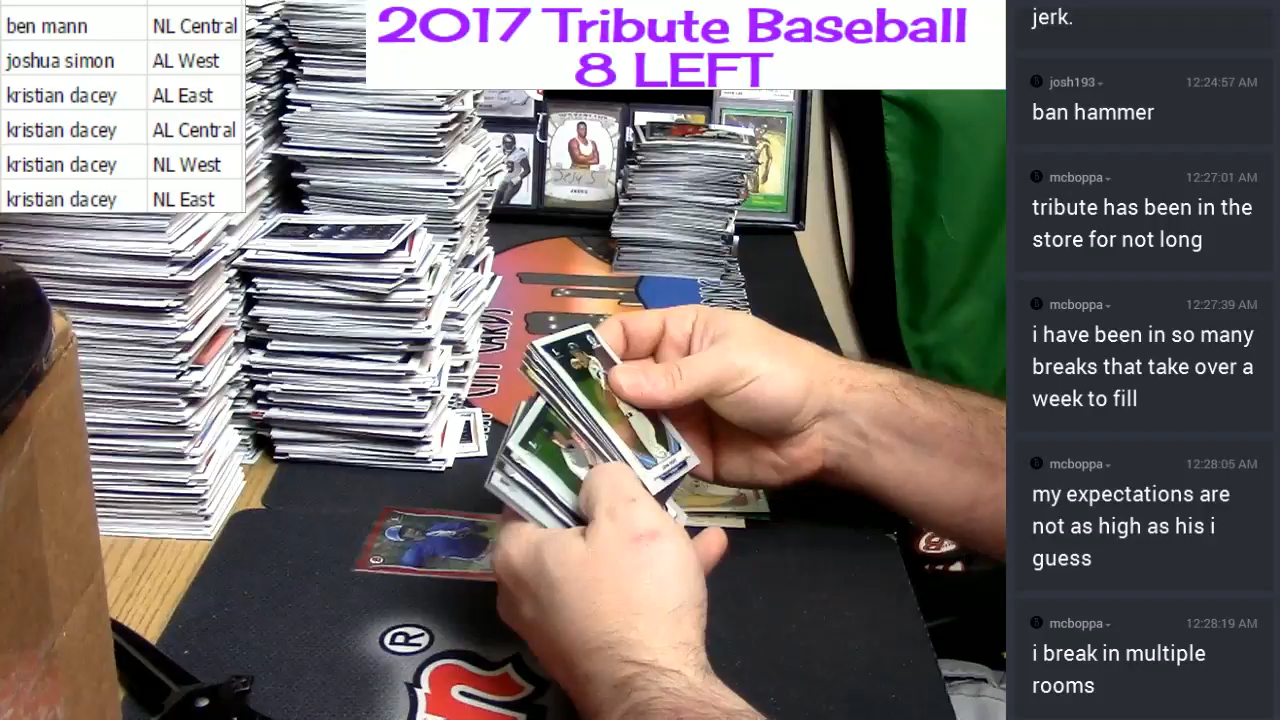 ben mann NL Central
joshua simon AL West
kristian dacey AL East
kristian dacey AL Central
kristian dacey NL West
kristian dacey NL East
2017 Tribute Baseball
8 LEFT
CITY CARDS
®
jerk.
josh193 12:24:57 AM
ban hammer
mcboppa 12:27:01 AM
tribute has been in the
store for not long
mcboppa 12:27:39 AM
i have been in so many
breaks that take over a
week to fill
mcboppa 12:28:05 AM
my expectations are
not as high as his i
guess
mcboppa 12:28:19 AM
i break in multiple
rooms